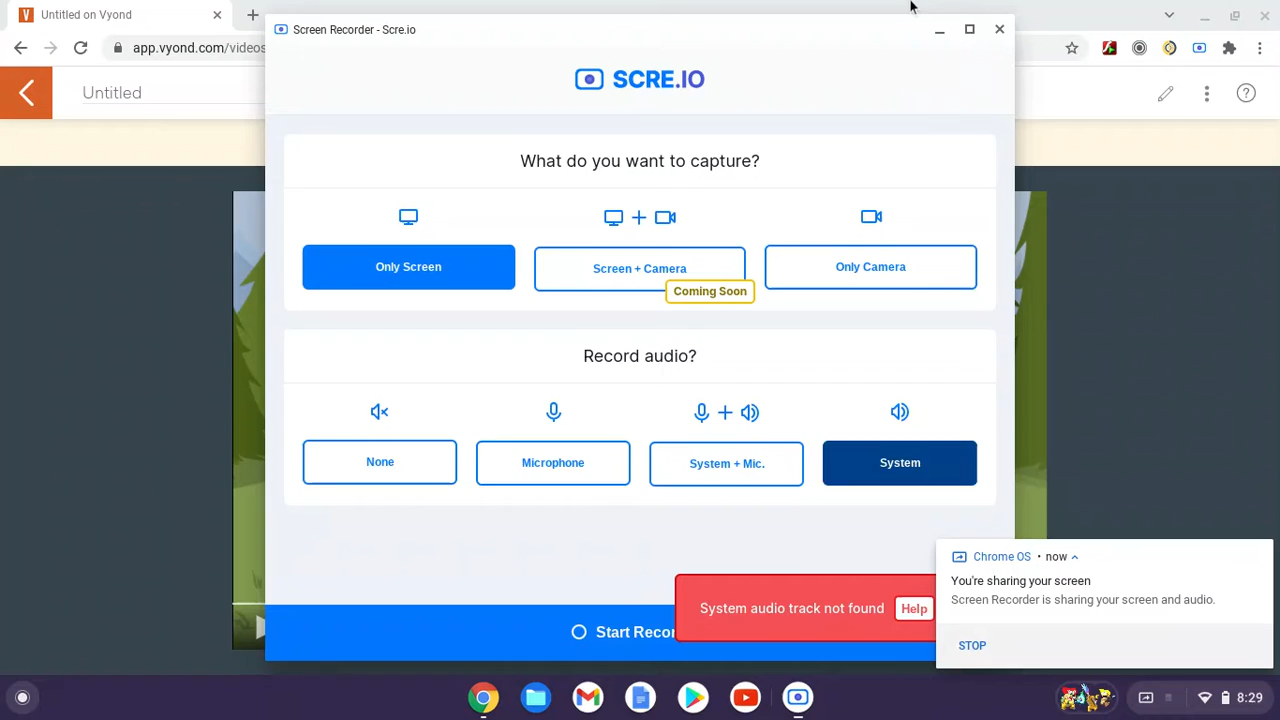 Untitled on Vyond
Screen Recorder - Scre.io
app.vyond.com/videos
SCRE.IO
Untitled
What do you want to capture?
Only Screen
Screen + Camera
Only Camera
Coming Soon
Record audio?
None
Microphone
System + Mic.
System
Chrome OS • now
You're sharing your screen
Screen Recorder is sharing your screen and audio.
STOP
System audio track not found
Help
Start Recor
8:29